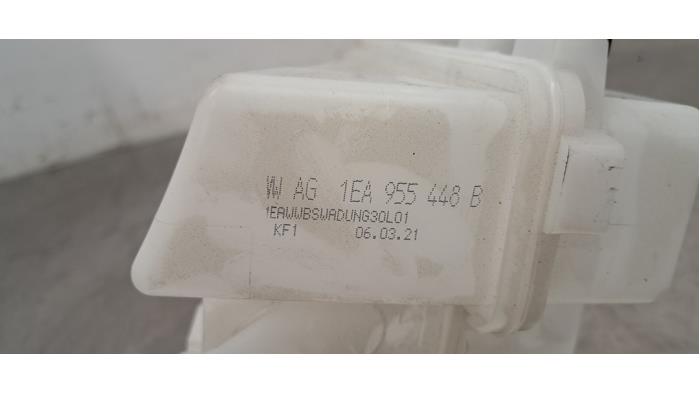 VW AG 1EA 955 448 B
1EAWWBSWADUNG30L01
KF1 06.03.21